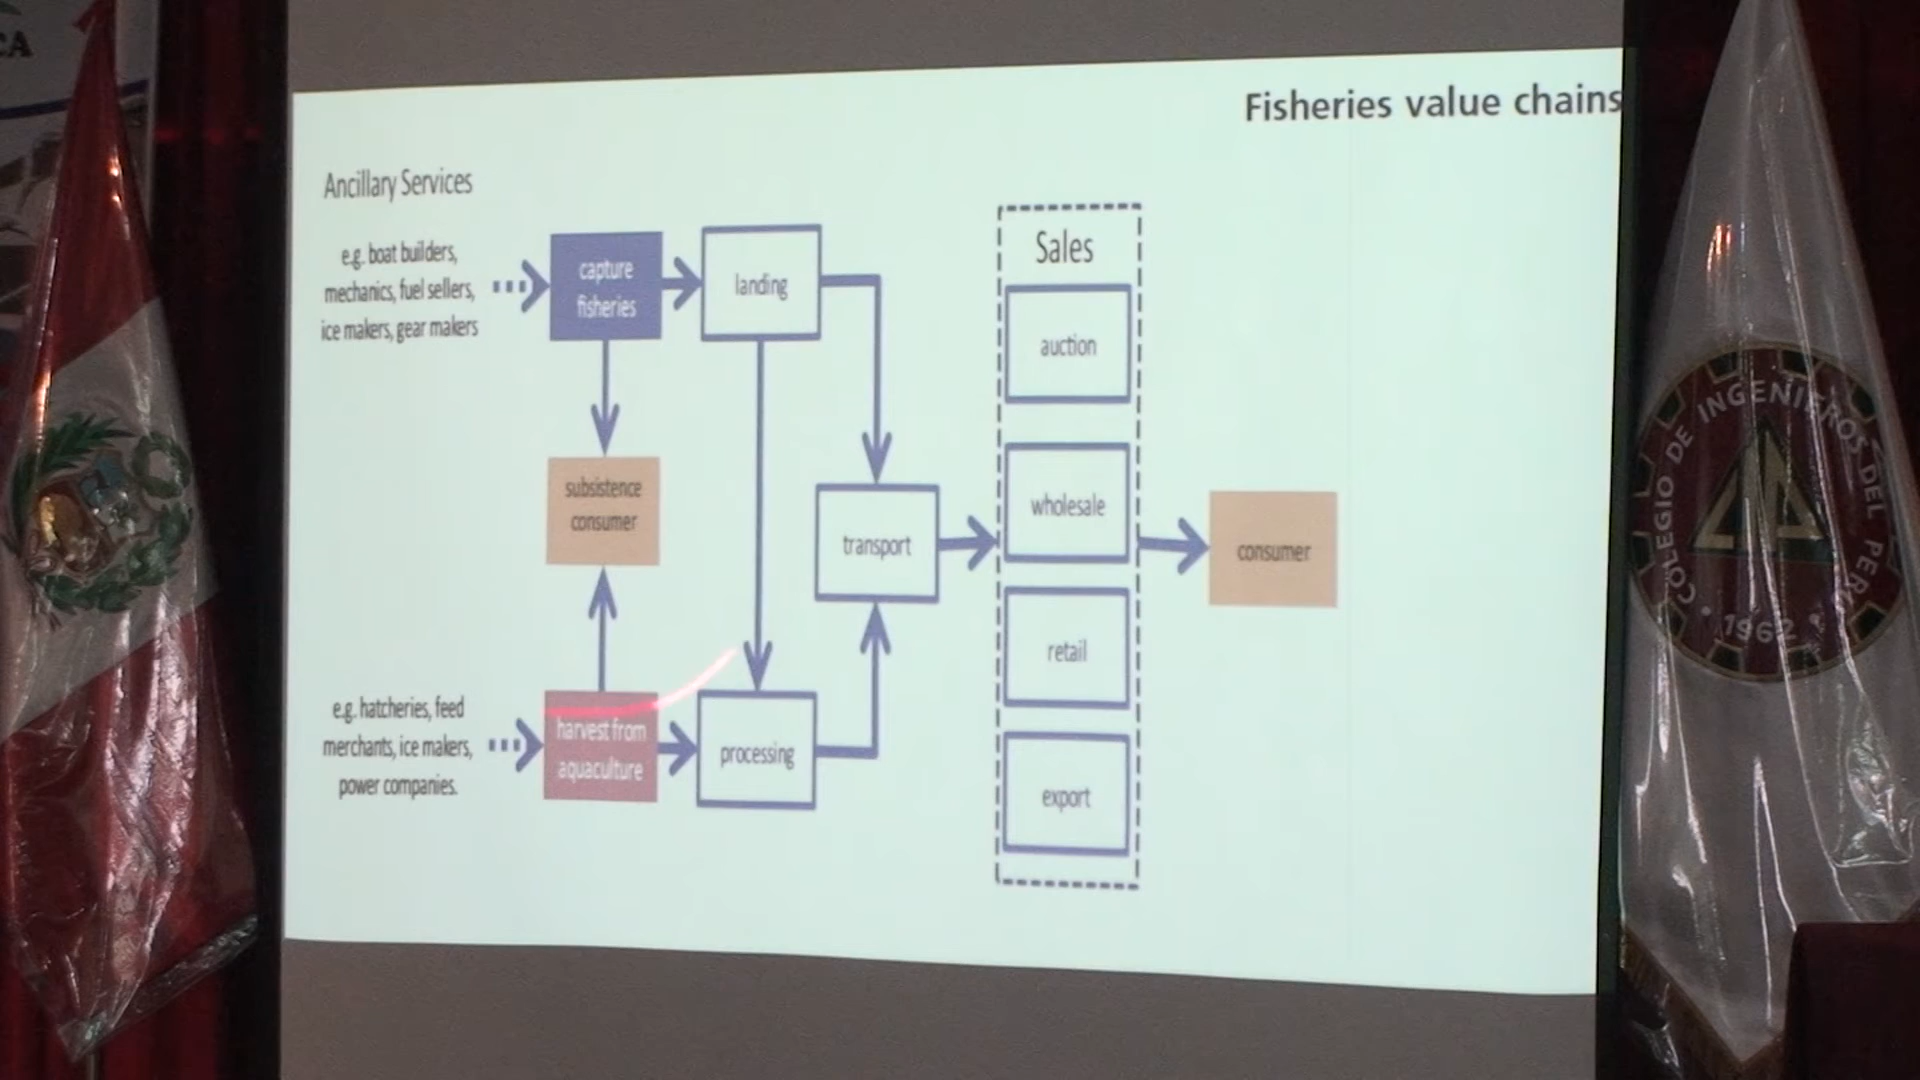 CA
Fisheries value chains
Ancillary Services
e.g. boat builders,
mechanics, fuel sellers,
ice makers, gear makers
capture
fisheries
landing
Sales
auction
subsistence
consumer
wholesale
transport
consumer
retail
e.g. hatcheries, feed
merchants, ice makers,
power companies.
harvest from
aquaculture
processing
export
COLEGIO DE INGENIEROS DEL PERU
• 1962 •